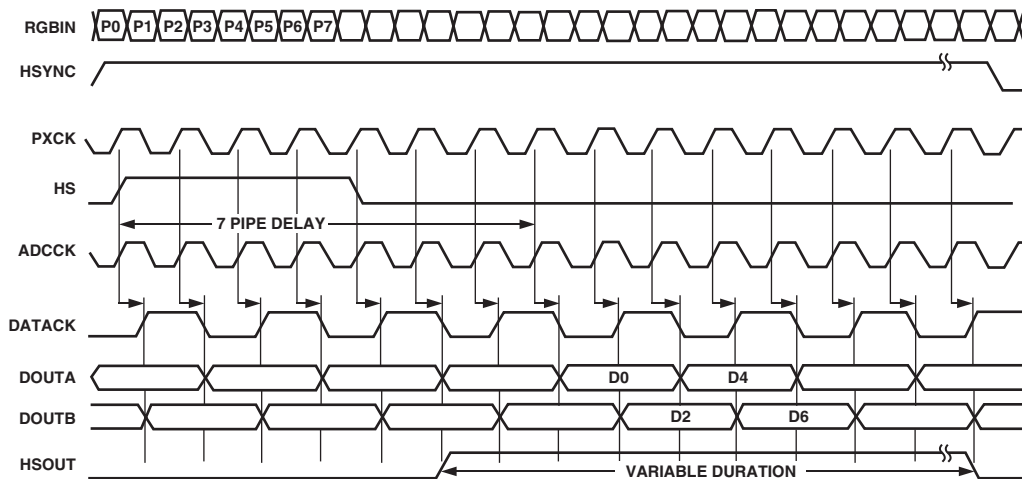 RGBIN P0 P1 P2 P3 P4 P5 P6 P7
HSYNC
PXCK
HS
7 PIPE DELAY
ADCCK
DATACK
DOUTA D0 D4
DOUTB D2 D6
HSOUT VARIABLE DURATION